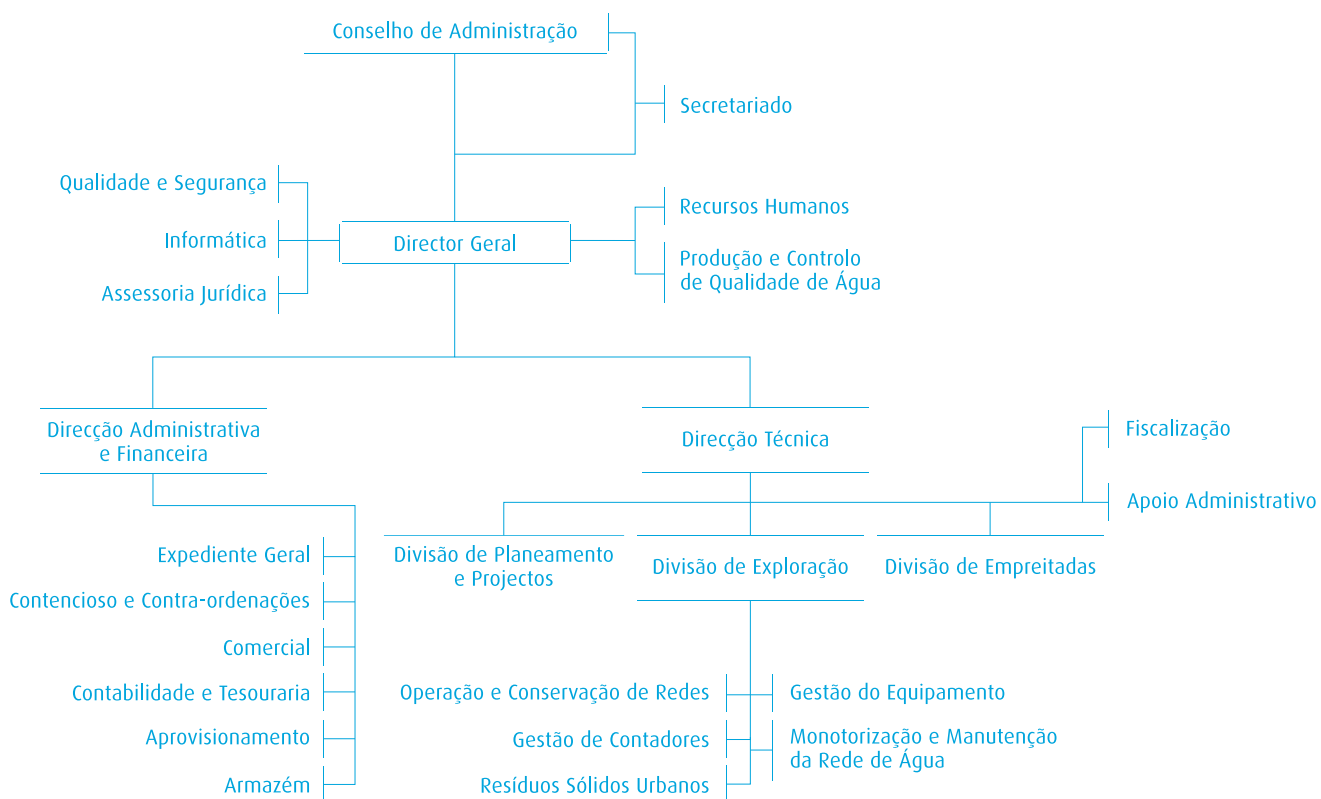 Conselho de Administração
Secretariado
Qualidade e Segurança
Informática
Assessoria Jurídica
Director Geral
Recursos Humanos
Produção e Controlo
de Qualidade de Água
Direcção Administrativa
e Financeira
Direcção Técnica
Fiscalização
Apoio Administrativo
Expediente Geral
Contencioso e Contra-ordenações
Comercial
Contabilidade e Tesouraria
Aprovisionamento
Armazém
Divisão de Planeamento
e Projectos
Divisão de Exploração
Divisão de Empreitadas
Operação e Conservação de Redes
Gestão de Contadores
Resíduos Sólidos Urbanos
Gestão do Equipamento
Monotorização e Manutenção
da Rede de Água